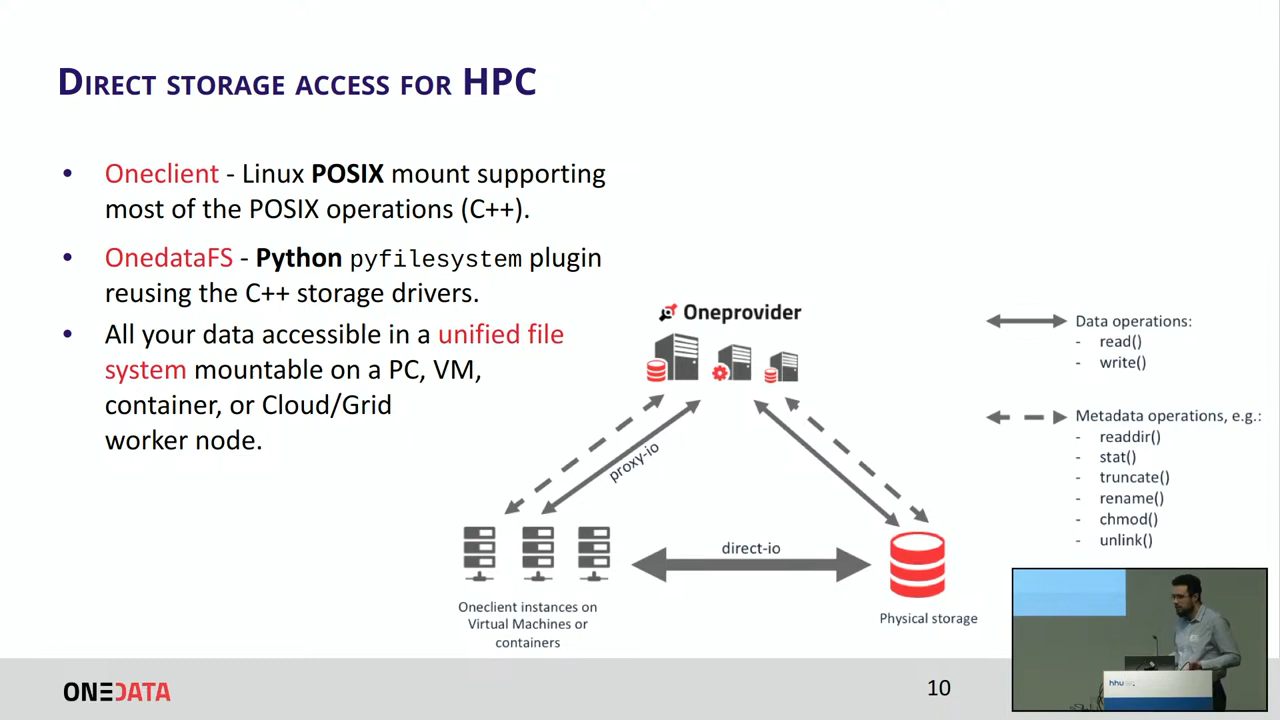 DIRECT STORAGE ACCESS FOR HPC
• Oneclient - Linux POSIX mount supporting
most of the POSIX operations (C++).
• OnedataFS - Python pyfilesystem plugin
reusing the C++ storage drivers.
• All your data accessible in a unified file
system mountable on a PC, VM,
container, or Cloud/Grid
worker node.
Oneprovider
proxy-io
direct-io
Oneclient instances on
Virtual Machines or
containers
Physical storage
Data operations:
- read()
- write()
Metadata operations, e.g.:
- readdir()
- stat()
- truncate()
- rename()
- chmod()
- unlink()
hhu
ONEDATA
10